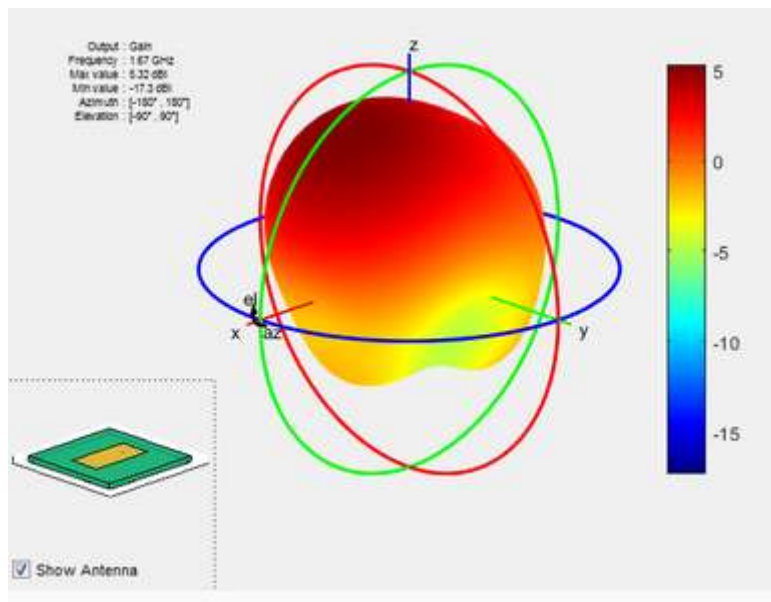 Output : Gain
Frequency : 1.67 GHz
Max value : 5.32 dBi
Min value : -17.3 dBi
Azimuth : [-180° , 180°]
Elevation : [-90° , 90°]
z
5
0
-5
-10
-15
el
x
az
y
Show Antenna